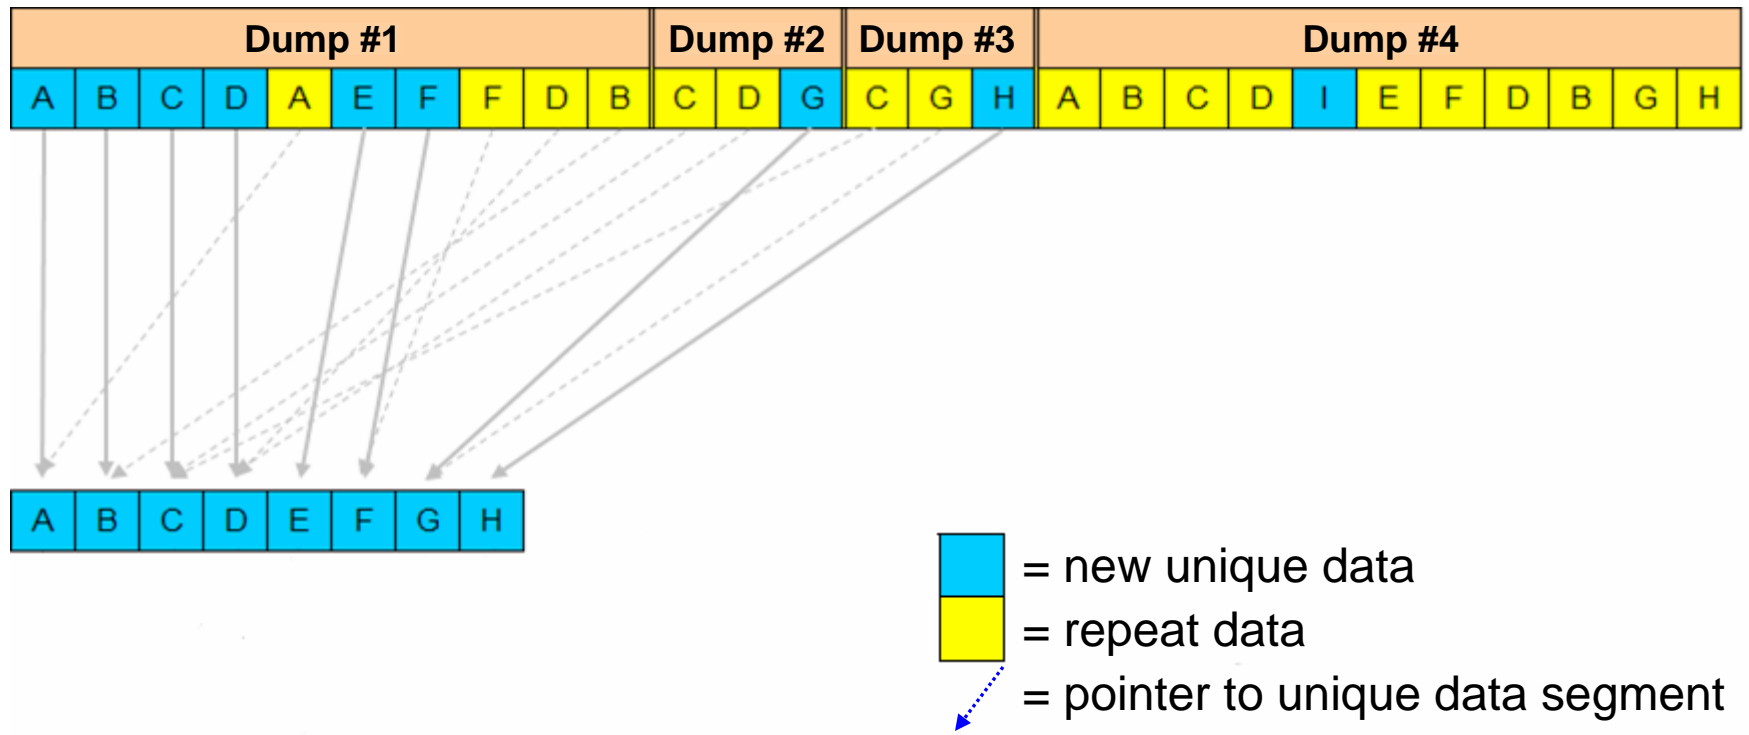 Dump #1 Dump #2 Dump #3 Dump #4
A B C D A E F F D B C D G C G H A B C D I E F D B G H
A B C D E F G H
= new unique data
= repeat data
= pointer to unique data segment